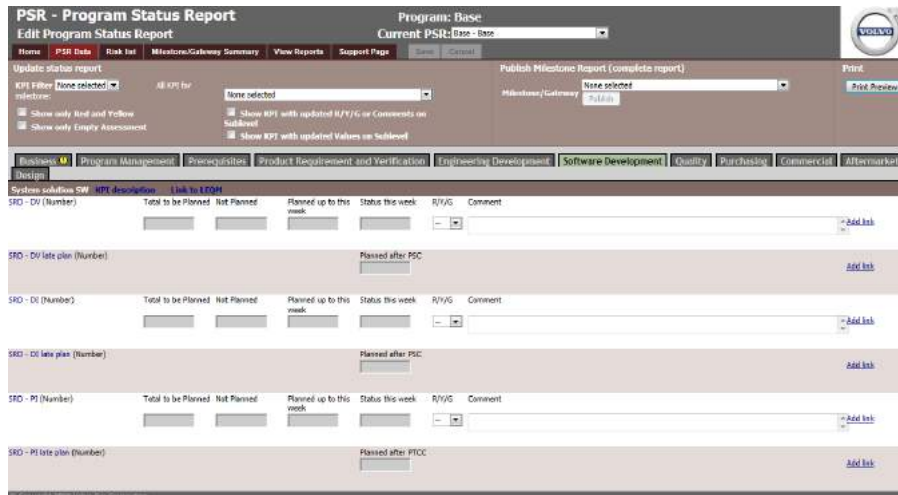 PSR - Program Status Report
Program: Base
VOLVO
Edit Program Status Report
Current PSR: Base - Base
Home PSR Data Risk list Milestone/Gateway Summary View Reports Support Page Save Cancel
Update status report
Publish Milestone Report (complete report)
Print
KPI Filter None selected
All KPI for
milestone:
None selected
Milestone/Gateway
None selected
Publish
Print Preview
Show only Red and Yellow
Show only Empty Assessment
Show KPI with updated R/Y/G or Comments on
Sublevel
Show KPI with updated Values on Sublevel
Business Program Management Prerequisites Product Requirement and Verification Engineering Development Software Development Quality Purchasing Commercial Aftermarket
Design
System solution SW KPI description Link to LEQM
SRD - DV (Number) Total to be Planned Not Planned Planned up to this week Status this week R/Y/G Comment
-- Add link
SRD - DV late plan (Number) Planned after PSC
Add link
SRD - DI (Number) Total to be Planned Not Planned Planned up to this week Status this week R/Y/G Comment
-- Add link
SRD - DI late plan (Number) Planned after PSC
Add link
SRD - PI (Number) Total to be Planned Not Planned Planned up to this week Status this week R/Y/G Comment
-- Add link
SRD - PI late plan (Number) Planned after PTCC
Add link